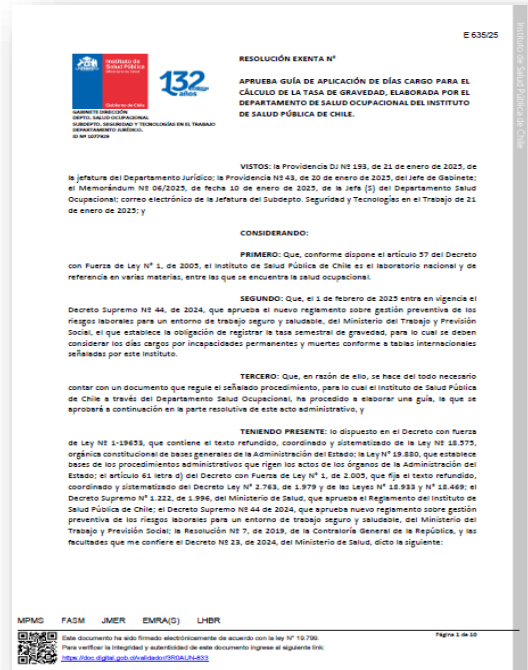 E 635/25
Instituto de Salud Pública de Chile
Instituto de
Salud Pública
Ministerio de Salud
Gobierno de Chile
132
años
GABINETE DIRECCIÓN
DEPTO. SALUD OCUPACIONAL
SUBDEPTO. SEGURIDAD Y TECNOLOGÍAS EN EL TRABAJO
DEPARTAMENTO JURÍDICO.
ID Nº 1077929
RESOLUCIÓN EXENTA Nº
APRUEBA GUÍA DE APLICACIÓN DE DÍAS CARGO PARA EL
CÁLCULO DE LA TASA DE GRAVEDAD, ELABORADA POR EL
DEPARTAMENTO DE SALUD OCUPACIONAL DEL INSTITUTO
DE SALUD PÚBLICA DE CHILE.
VISTOS: la Providencia DJ Nº 193, de 21 de enero de 2025, de
la jefatura del Departamento Jurídico; la Providencia Nº 43, de 20 de enero de 2025, del Jefe de Gabinete;
el Memorándum Nº 06/2025, de fecha 10 de enero de 2025, de la Jefa (S) del Departamento Salud
Ocupacional; correo electrónico de la Jefatura del Subdepto. Seguridad y Tecnologías en el Trabajo de 21
de enero de 2025; y
CONSIDERANDO:
PRIMERO: Que, conforme dispone el artículo 57 del Decreto
con Fuerza de Ley Nº 1, de 2005, el Instituto de Salud Pública de Chile es el laboratorio nacional y de
referencia en varias materias, entre las que se encuentra la salud ocupacional.
SEGUNDO: Que, el 1 de febrero de 2025 entra en vigencia el
Decreto Supremo Nº 44, de 2024, que aprueba el nuevo reglamento sobre gestión preventiva de los
riesgos laborales para un entorno de trabajo seguro y saludable, del Ministerio del Trabajo y Previsión
Social, el que establece la obligación de registrar la tasa semestral de gravedad, para lo cual se deben
considerar los días cargos por incapacidades permanentes y muertes conforme a tablas internacionales
señaladas por este Instituto.
TERCERO: Que, en razón de ello, se hace del todo necesario
contar con un documento que regule el señalado procedimiento, para lo cual el Instituto de Salud Pública
de Chile a través del Departamento Salud Ocupacional, ha procedido a elaborar una guía, la que se
aprobará a continuación en la parte resolutiva de este acto administrativo, y
TENIENDO PRESENTE: lo dispuesto en el Decreto con fuerza
de Ley Nº 1-19653, que contiene el texto refundido, coordinado y sistematizado de la Ley Nº 18.575,
orgánica constitucional de bases generales de la Administración del Estado; la Ley Nº 19.880, que establece
bases de los procedimientos administrativos que rigen los actos de los órganos de la Administración del
Estado; el artículo 61 letra d) del Decreto con Fuerza de Ley Nº 1, de 2.005, que fija el texto refundido,
coordinado y sistematizado del Decreto Ley Nº 2.763, de 1.979 y de las Leyes Nº 18.933 y Nº 18.469; el
Decreto Supremo Nº 1.222, de 1.996, del Ministerio de Salud, que aprueba el Reglamento del Instituto de
Salud Pública de Chile; el Decreto Supremo Nº 44 de 2024, que aprueba nuevo reglamento sobre gestión
preventiva de los riesgos laborales para un entorno de trabajo seguro y saludable, del Ministerio del
Trabajo y Previsión Social; la Resolución Nº 7, de 2019, de la Contraloría General de la República, y las
facultades que me confiere el Decreto Nº 23, de 2024, del Ministerio de Salud, dicto la siguiente:
MPMS FASM JMER EMRA(S) LHBR
Página 1 de 10
Este documento ha sido firmado electrónicamente de acuerdo con la ley N° 19.799.
Para verificar la integridad y autenticidad de este documento ingrese al siguiente link:
https://doc.digital.gob.cl/validador/3R0AUN-833